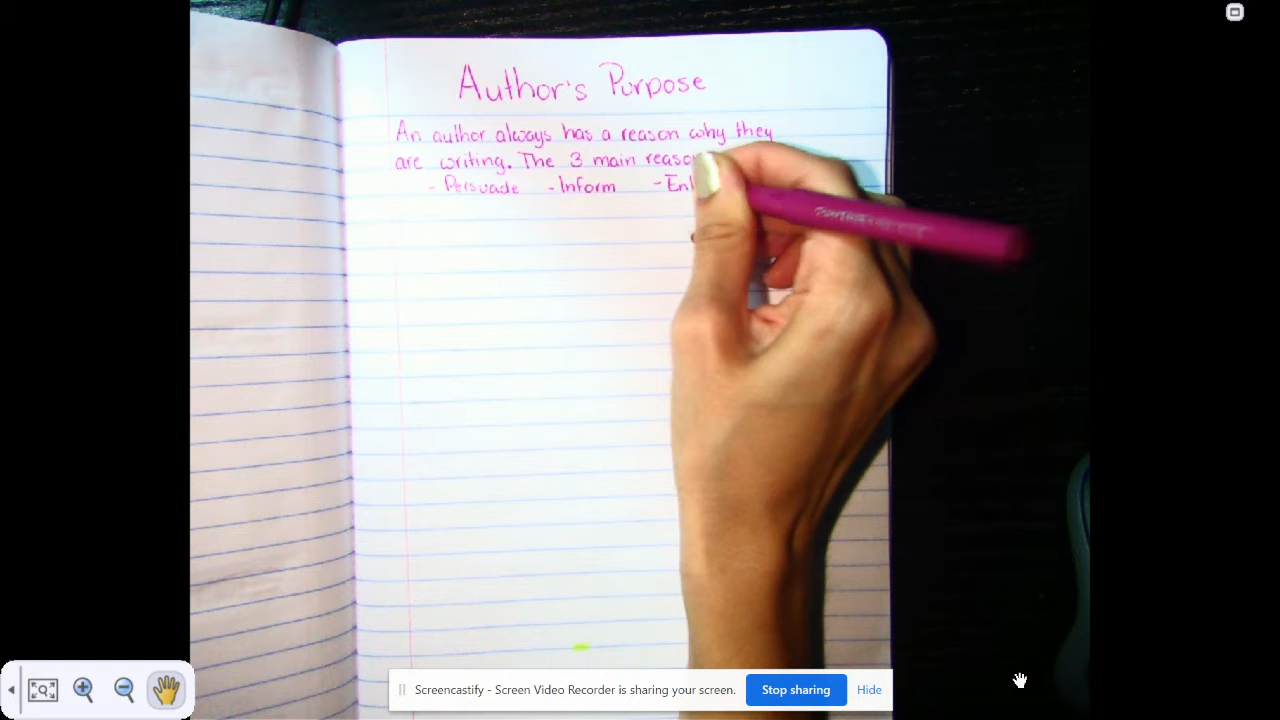 Author's Purpose
An author always has a reason why they
are writing. The 3 main
- Persuade - Inform -
Screencastify - Screen Video Recorder is sharing your screen. Stop sharing Hide